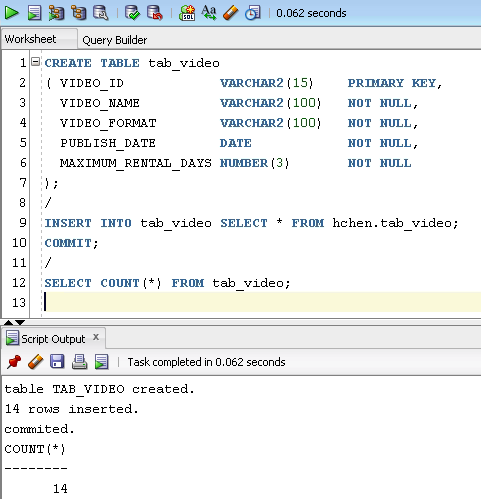 0.062 seconds
Worksheet Query Builder
1 CREATE TABLE tab_video
2 ( VIDEO_ID VARCHAR2(15) PRIMARY KEY,
3 VIDEO_NAME VARCHAR2(100) NOT NULL,
4 VIDEO_FORMAT VARCHAR2(100) NOT NULL,
5 PUBLISH_DATE DATE NOT NULL,
6 MAXIMUM_RENTAL_DAYS NUMBER(3) NOT NULL
7 );
8 /
9 INSERT INTO tab_video SELECT * FROM hchen.tab_video;
10 COMMIT;
11 /
12 SELECT COUNT(*) FROM tab_video;
13
Script Output x
Task completed in 0.062 seconds
table TAB_VIDEO created.
14 rows inserted.
commited.
COUNT(*)
--------
14